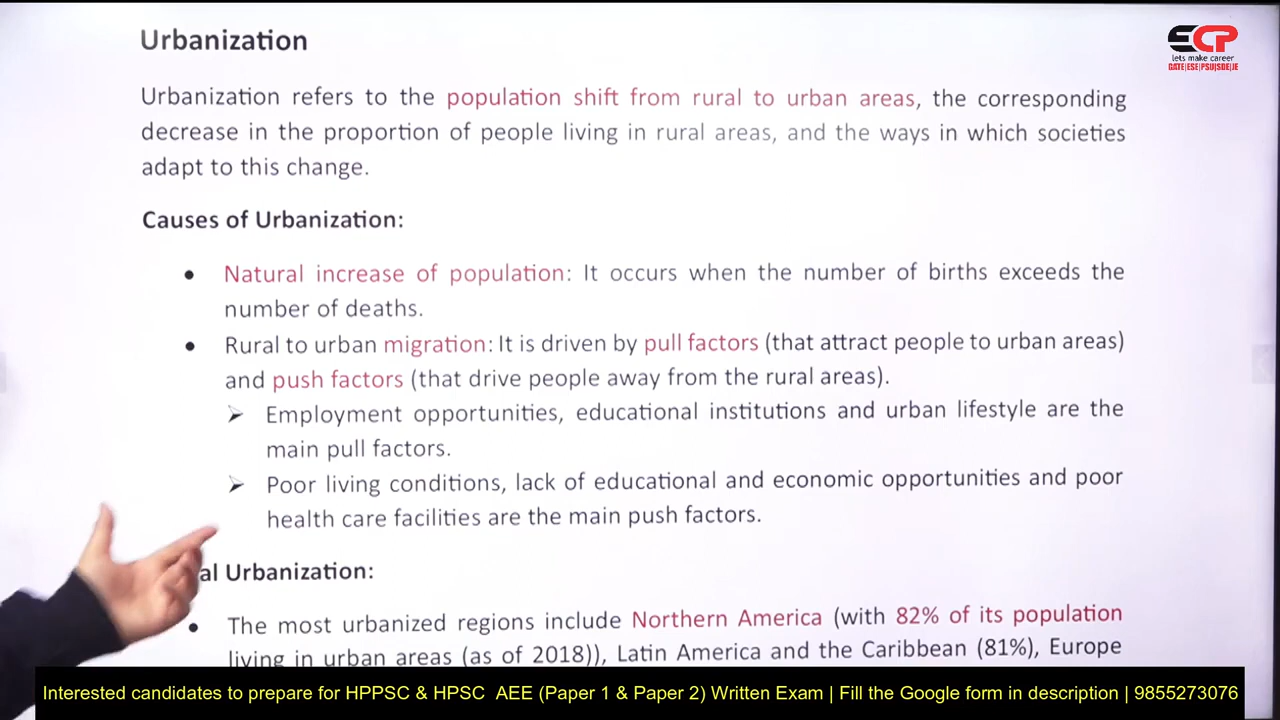 Urbanization
ECP
lets make career
GATE|ESE|PSU|SDE|JE
Urbanization refers to the population shift from rural to urban areas, the corresponding
decrease in the proportion of people living in rural areas, and the ways in which societies
adapt to this change.
Causes of Urbanization:
• Natural increase of population: It occurs when the number of births exceeds the
number of deaths.
• Rural to urban migration: It is driven by pull factors (that attract people to urban areas)
and push factors (that drive people away from the rural areas).
➢ Employment opportunities, educational institutions and urban lifestyle are the
main pull factors.
➢ Poor living conditions, lack of educational and economic opportunities and poor
health care facilities are the main push factors.
al Urbanization:
• The most urbanized regions include Northern America (with 82% of its population
living in urban areas (as of 2018)), Latin America and the Caribbean (81%), Europe
Interested candidates to prepare for HPPSC & HPSC AEE (Paper 1 & Paper 2) Written Exam | Fill the Google form in description | 9855273076